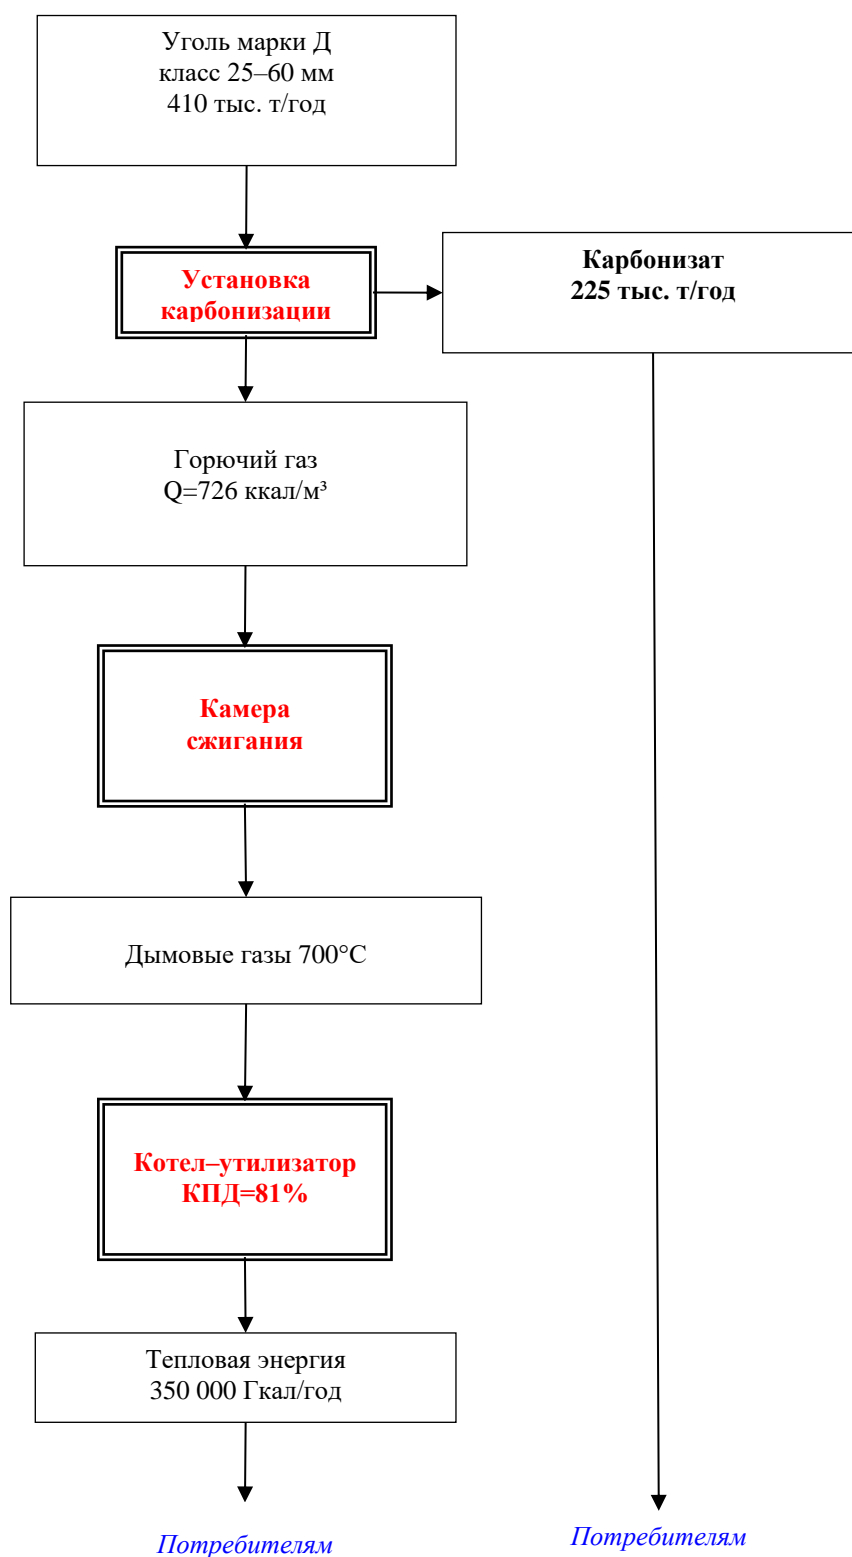 Уголь марки Д
класс 25–60 мм
410 тыс. т/год
Установка
карбонизации
Карбонизат
225 тыс. т/год
Горючий газ
Q=726 ккал/м³
Камера
сжигания
Дымовые газы 700°С
Котел–утилизатор
КПД=81%
Тепловая энергия
350 000 Гкал/год
Потребителям
Потребителям